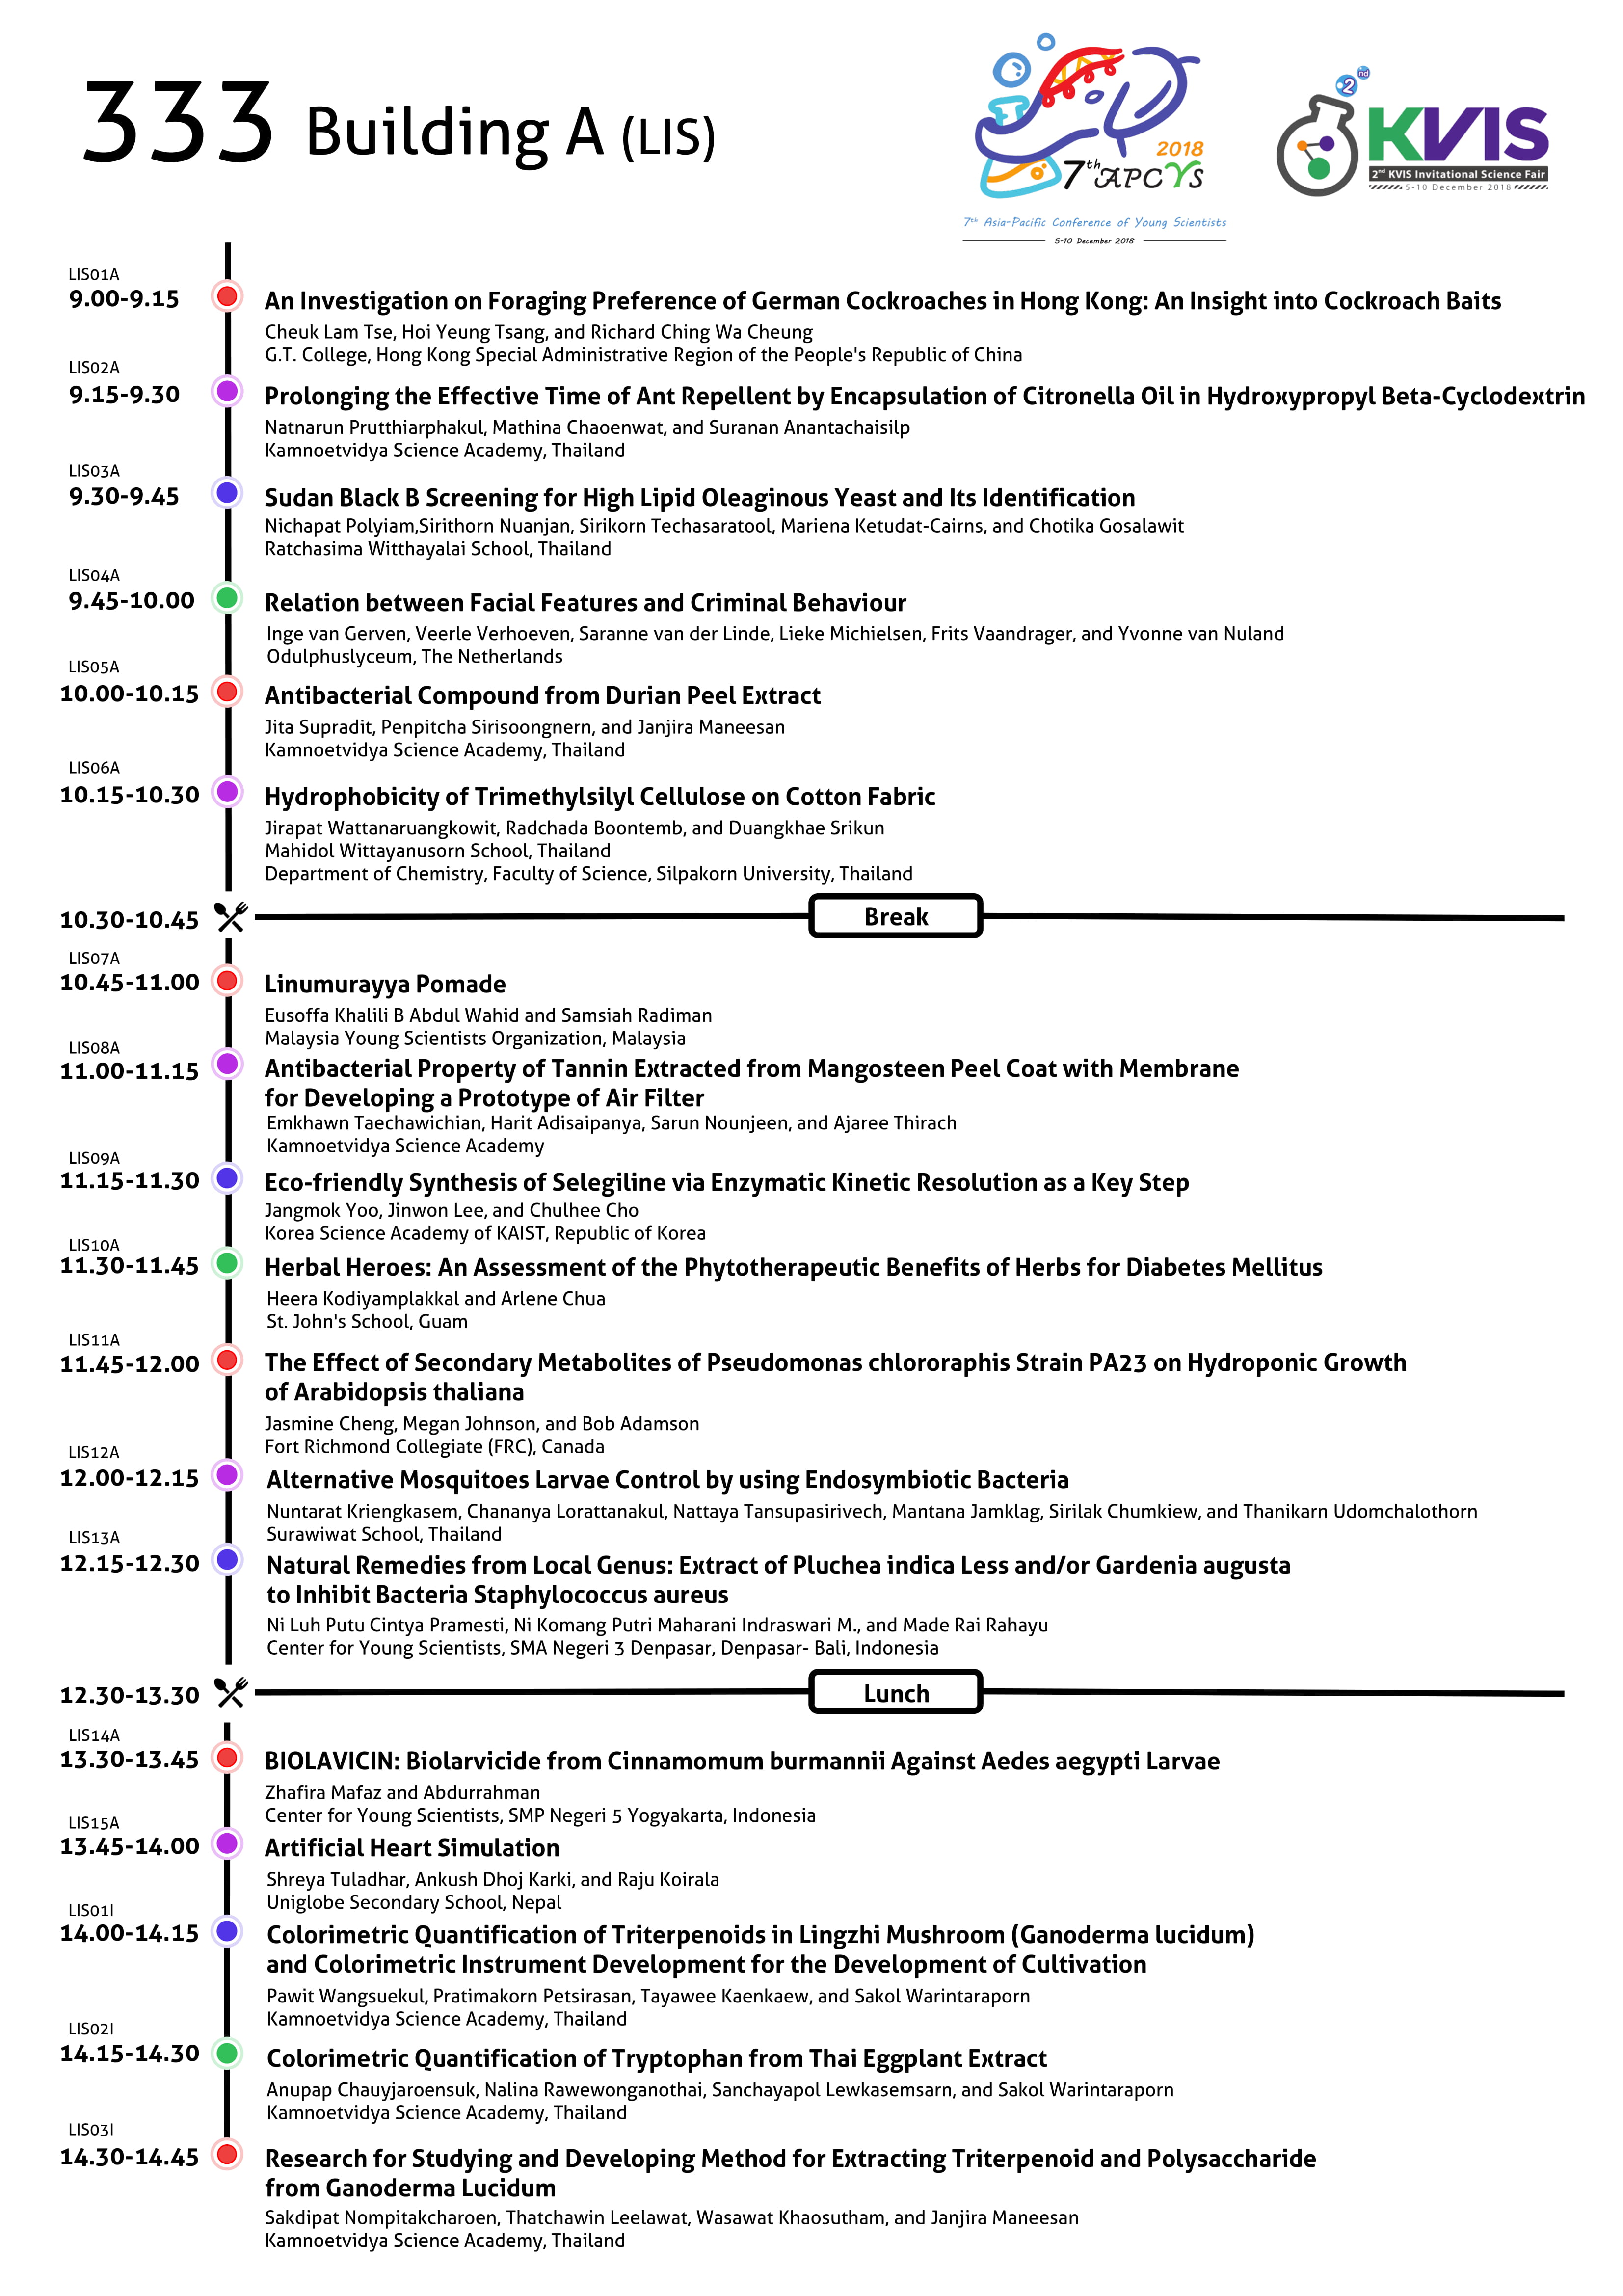 333 Building A (LIS)
2018
7th APCYS
7th Asia-Pacific Conference of Young Scientists
5-10 December 2018
2nd
KVIS
2nd KVIS Invitational Science Fair
5-10 December 2018
LIS01A
9.00-9.15
An Investigation on Foraging Preference of German Cockroaches in Hong Kong: An Insight into Cockroach Baits
Cheuk Lam Tse, Hoi Yeung Tsang, and Richard Ching Wa Cheung
G.T. College, Hong Kong Special Administrative Region of the People's Republic of China
LIS02A
9.15-9.30
Prolonging the Effective Time of Ant Repellent by Encapsulation of Citronella Oil in Hydroxypropyl Beta-Cyclodextrin
Natnarun Prutthiarphakul, Mathina Chaoenwat, and Suranan Anantachaisilp
Kamnoetvidya Science Academy, Thailand
LIS03A
9.30-9.45
Sudan Black B Screening for High Lipid Oleaginous Yeast and Its Identification
Nichapat Polyiam,Sirithorn Nuanjan, Sirikorn Techasaratool, Mariena Ketudat-Cairns, and Chotika Gosalawit
Ratchasima Witthayalai School, Thailand
LIS04A
9.45-10.00
Relation between Facial Features and Criminal Behaviour
Inge van Gerven, Veerle Verhoeven, Saranne van der Linde, Lieke Michielsen, Frits Vaandrager, and Yvonne van Nuland
Odulphuslyceum, The Netherlands
LIS05A
10.00-10.15
Antibacterial Compound from Durian Peel Extract
Jita Supradit, Penpitcha Sirisoongnern, and Janjira Maneesan
Kamnoetvidya Science Academy, Thailand
LIS06A
10.15-10.30
Hydrophobicity of Trimethylsilyl Cellulose on Cotton Fabric
Jirapat Wattanaruangkowit, Radchada Boontemb, and Duangkhae Srikun
Mahidol Wittayanusorn School, Thailand
Department of Chemistry, Faculty of Science, Silpakorn University, Thailand
10.30-10.45
Break
LIS07A
10.45-11.00
Linumurayya Pomade
Eusoffa Khalili B Abdul Wahid and Samsiah Radiman
Malaysia Young Scientists Organization, Malaysia
LIS08A
11.00-11.15
Antibacterial Property of Tannin Extracted from Mangosteen Peel Coat with Membrane
for Developing a Prototype of Air Filter
Emkhawn Taechawichian, Harit Adisaipanya, Sarun Nounjeen, and Ajaree Thirach
Kamnoetvidya Science Academy
LIS09A
11.15-11.30
Eco-friendly Synthesis of Selegiline via Enzymatic Kinetic Resolution as a Key Step
Jangmok Yoo, Jinwon Lee, and Chulhee Cho
Korea Science Academy of KAIST, Republic of Korea
LIS10A
11.30-11.45
Herbal Heroes: An Assessment of the Phytotherapeutic Benefits of Herbs for Diabetes Mellitus
Heera Kodiyamplakkal and Arlene Chua
St. John's School, Guam
LIS11A
11.45-12.00
The Effect of Secondary Metabolites of Pseudomonas chlororaphis Strain PA23 on Hydroponic Growth
of Arabidopsis thaliana
Jasmine Cheng, Megan Johnson, and Bob Adamson
Fort Richmond Collegiate (FRC), Canada
LIS12A
12.00-12.15
Alternative Mosquitoes Larvae Control by using Endosymbiotic Bacteria
Nuntarat Kriengkasem, Chananya Lorattanakul, Nattaya Tansupasirivech, Mantana Jamklag, Sirilak Chumkiew, and Thanikarn Udomchalothorn
Surawiwat School, Thailand
LIS13A
12.15-12.30
Natural Remedies from Local Genus: Extract of Pluchea indica Less and/or Gardenia augusta
to Inhibit Bacteria Staphylococcus aureus
Ni Luh Putu Cintya Pramesti, Ni Komang Putri Maharani Indraswari M., and Made Rai Rahayu
Center for Young Scientists, SMA Negeri 3 Denpasar, Denpasar- Bali, Indonesia
12.30-13.30
Lunch
LIS14A
13.30-13.45
BIOLAVICIN: Biolarvicide from Cinnamomum burmannii Against Aedes aegypti Larvae
Zhafira Mafaz and Abdurrahman
Center for Young Scientists, SMP Negeri 5 Yogyakarta, Indonesia
LIS15A
13.45-14.00
Artificial Heart Simulation
Shreya Tuladhar, Ankush Dhoj Karki, and Raju Koirala
Uniglobe Secondary School, Nepal
LIS01I
14.00-14.15
Colorimetric Quantification of Triterpenoids in Lingzhi Mushroom (Ganoderma lucidum)
and Colorimetric Instrument Development for the Development of Cultivation
Pawit Wangsuekul, Pratimakorn Petsirasan, Tayawee Kaenkaew, and Sakol Warintaraporn
Kamnoetvidya Science Academy, Thailand
LIS02I
14.15-14.30
Colorimetric Quantification of Tryptophan from Thai Eggplant Extract
Anupap Chauyjaroensuk, Nalina Rawewonganothai, Sanchayapol Lewkasemsarn, and Sakol Warintaraporn
Kamnoetvidya Science Academy, Thailand
LIS03I
14.30-14.45
Research for Studying and Developing Method for Extracting Triterpenoid and Polysaccharide
from Ganoderma Lucidum
Sakdipat Nompitakcharoen, Thatchawin Leelawat, Wasawat Khaosutham, and Janjira Maneesan
Kamnoetvidya Science Academy, Thailand